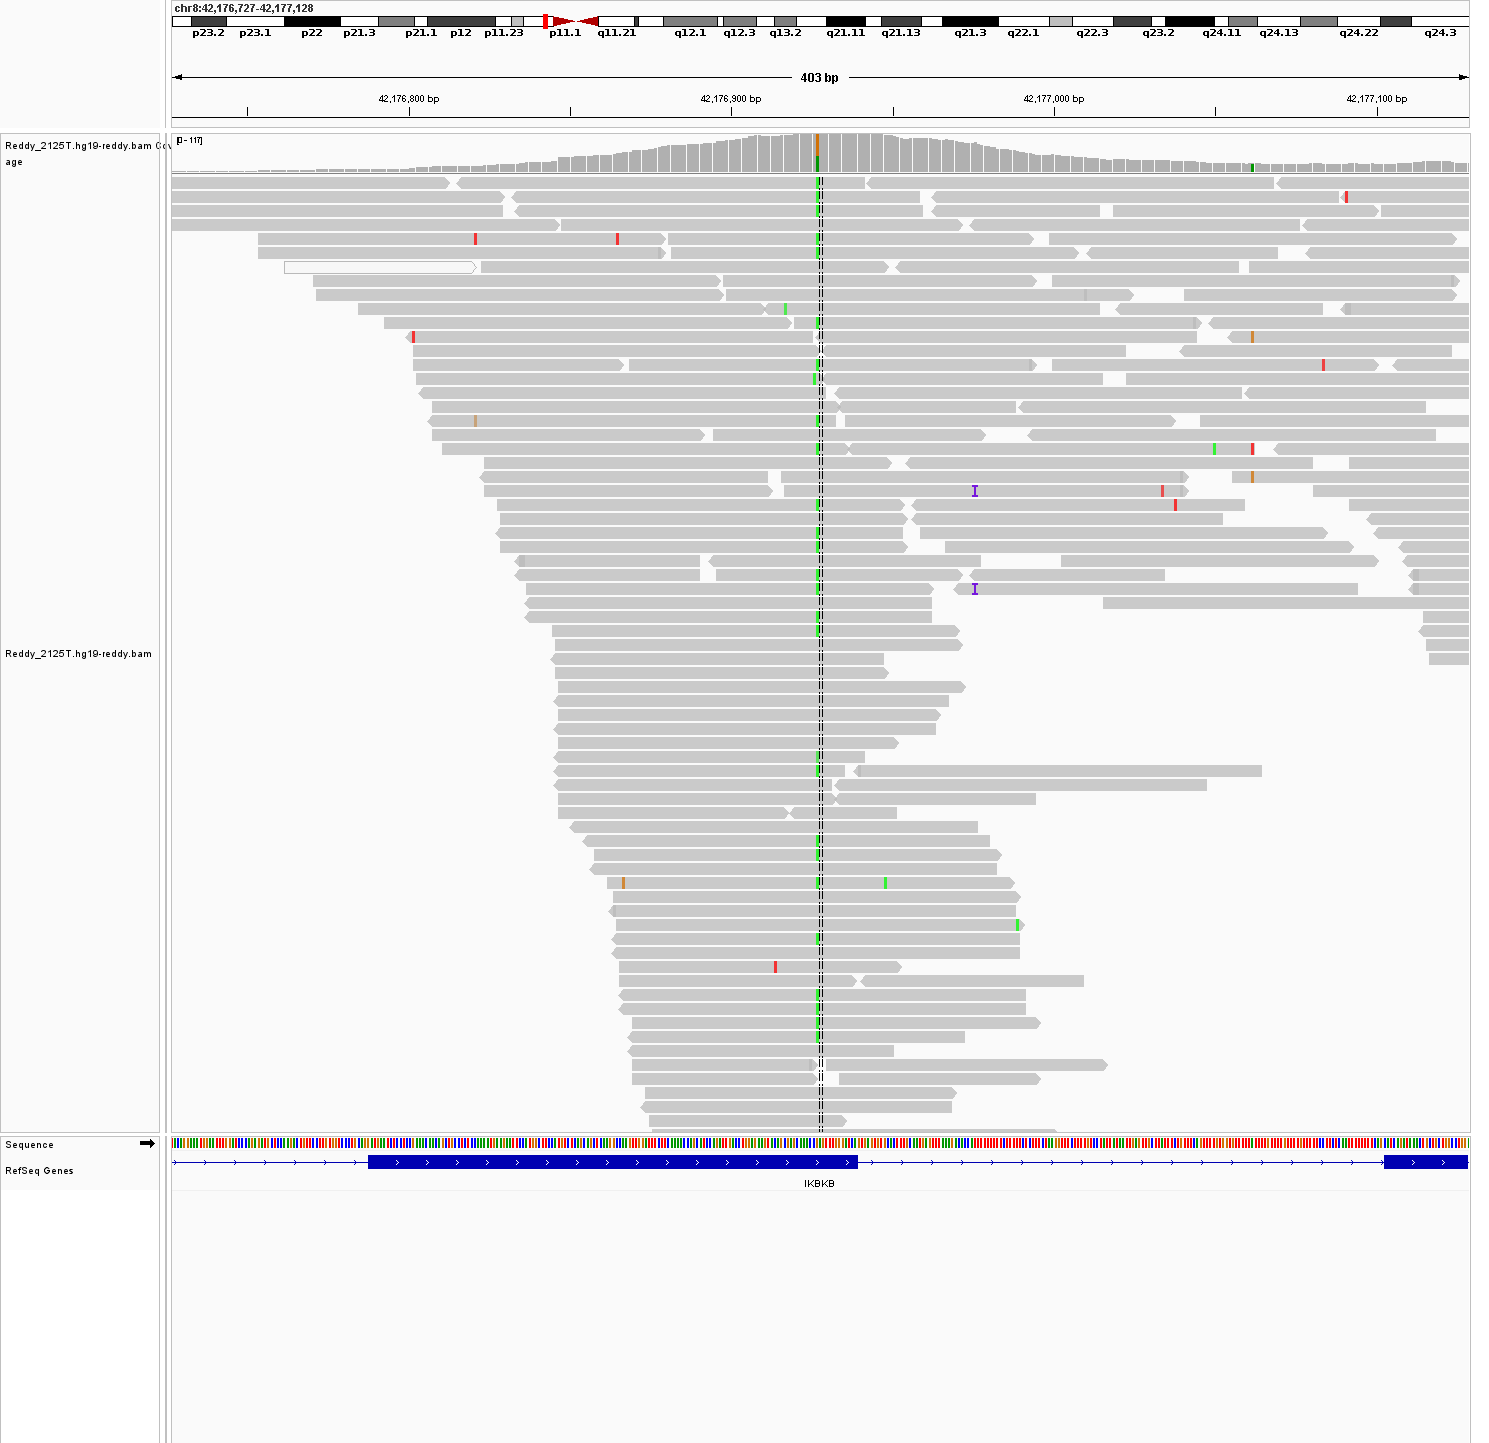 chr8:42,176,727-42,177,128
p23.2 p23.1 p22 p21.3 p21.1 p12 p11.23 p11.1 q11.21 q12.1 q12.3 q13.2 q21.11 q21.13 q21.3 q22.1 q22.3 q23.2 q24.11 q24.13 q24.22 q24.3
403 bp
42,176,800 bp 42,176,900 bp 42,177,000 bp 42,177,100 bp
Reddy_2125T.hg19-reddy.bam Cov
age
[0 - 117]
Reddy_2125T.hg19-reddy.bam
Sequence
RefSeq Genes
IKBKB